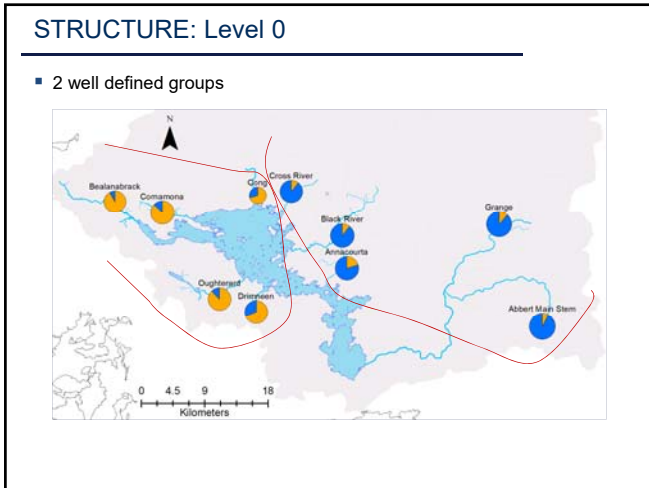 STRUCTURE: Level 0
2 well defined groups
N
Bealanabrack
Cornamona
Cong
Cross River
Black River
Annacourta
Grange
Oughterard
Drimneen
Abbert Main Stem
0 4.5 9 18
Kilometers